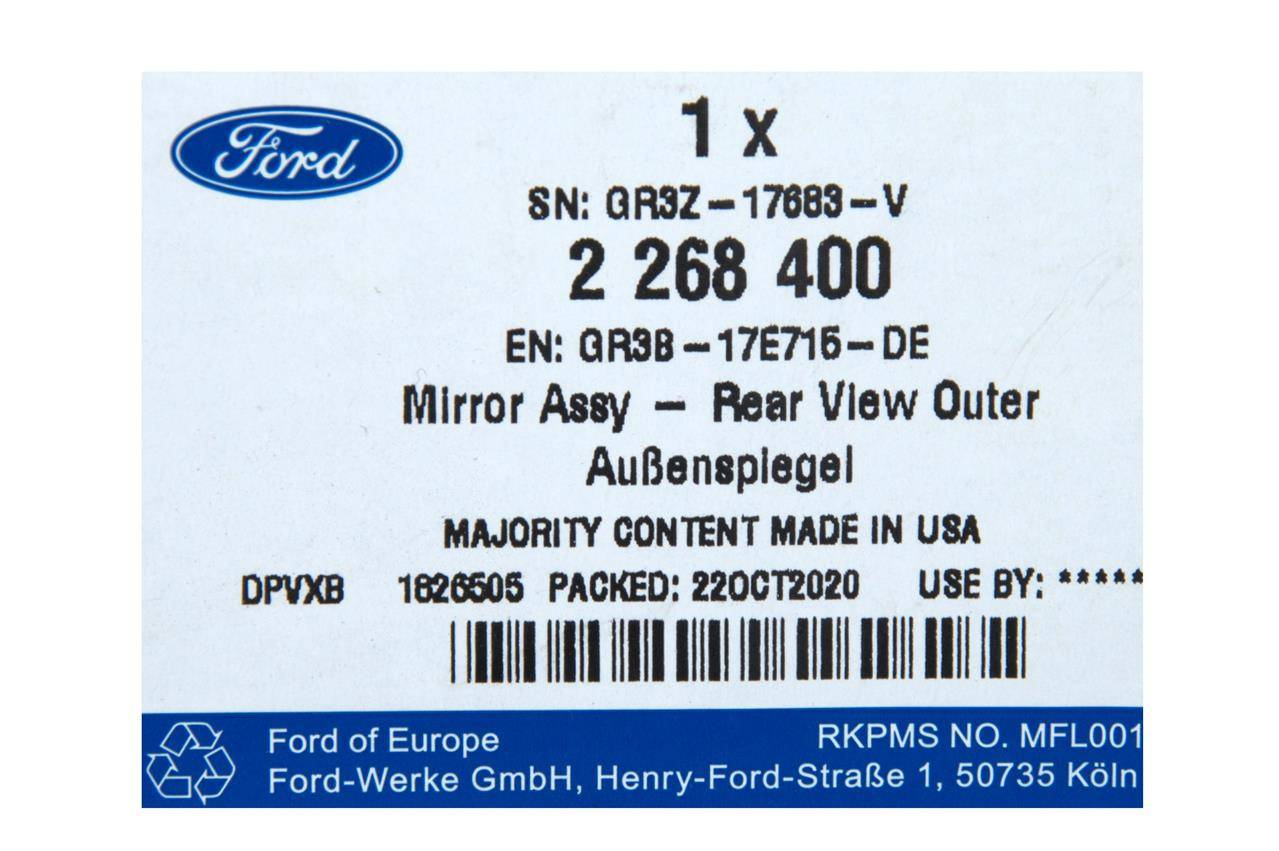 Ford
1 x
SN: GR3Z-17683-V
2 268 400
EN: GR3B-17E715-DE
Mirror Assy - Rear View Outer
Außenspiegel
MAJORITY CONTENT MADE IN USA
DPVXB 1826505 PACKED: 22OCT2020 USE BY: *****
Ford of Europe RKPMS NO. MFL001
Ford-Werke GmbH, Henry-Ford-Straße 1, 50735 Köln